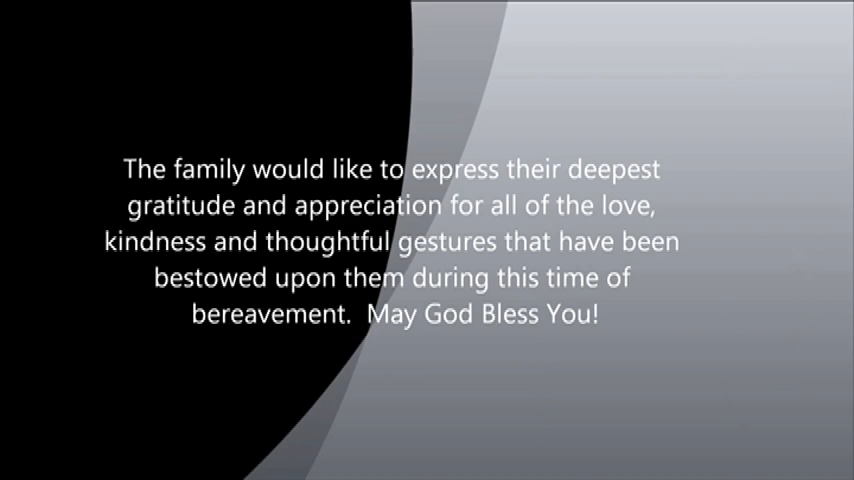 The family would like to express their deepest
gratitude and appreciation for all of the love,
kindness and thoughtful gestures that have been
bestowed upon them during this time of
bereavement.  May God Bless You!